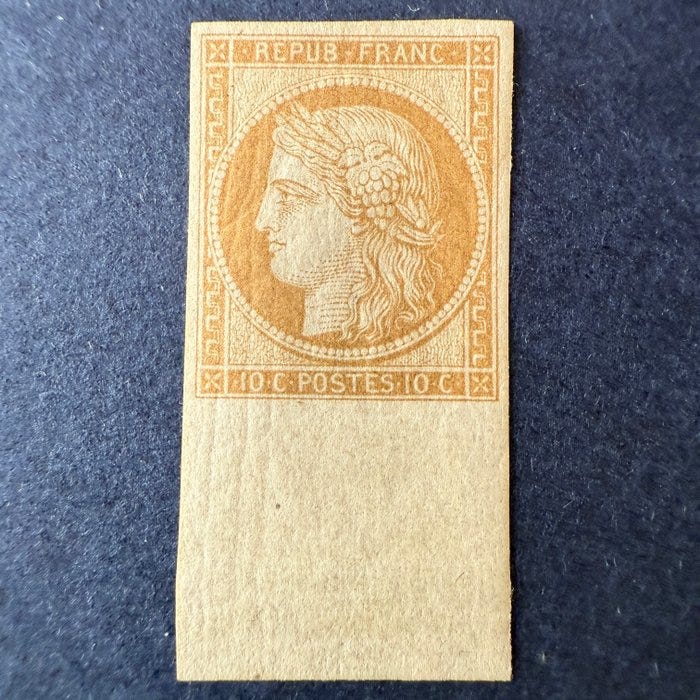 · REPUB · FRANC ·
· 10 · C · POSTES · 10 · C ·